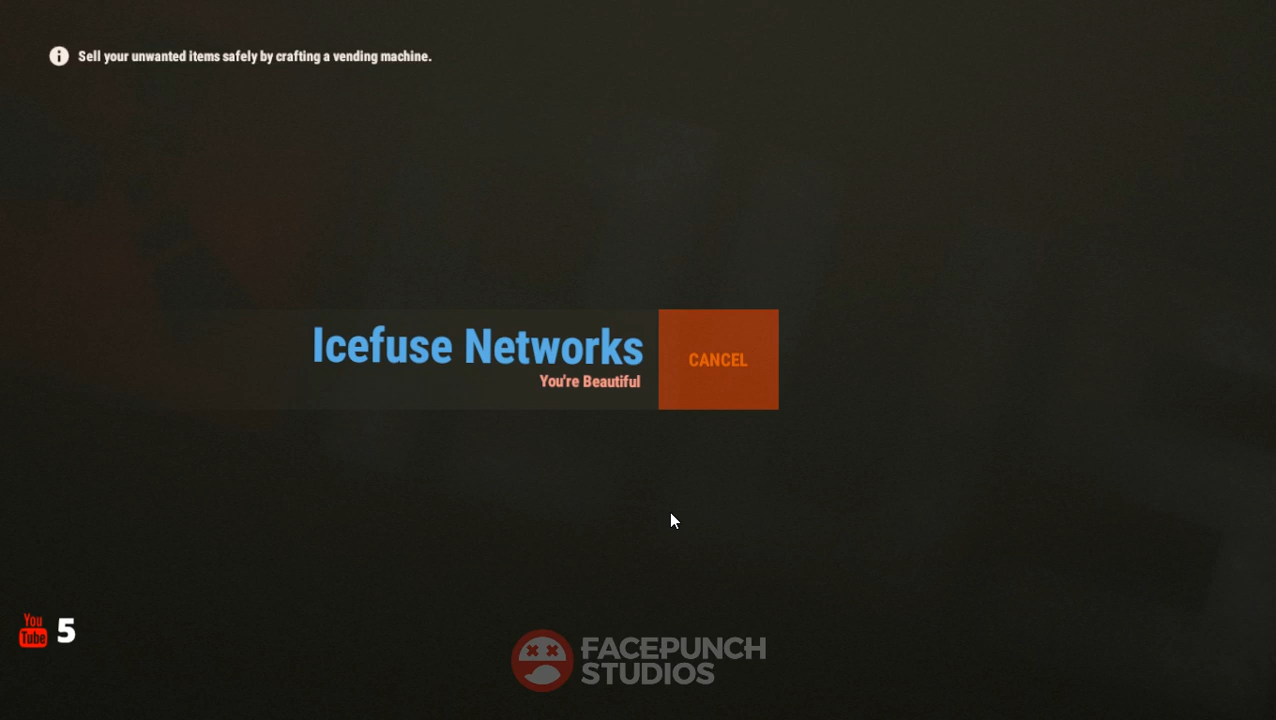 Sell your unwanted items safely by crafting a vending machine.
Icefuse Networks
You're Beautiful
CANCEL
You
Tube
5
FACEPUNCH
STUDIOS